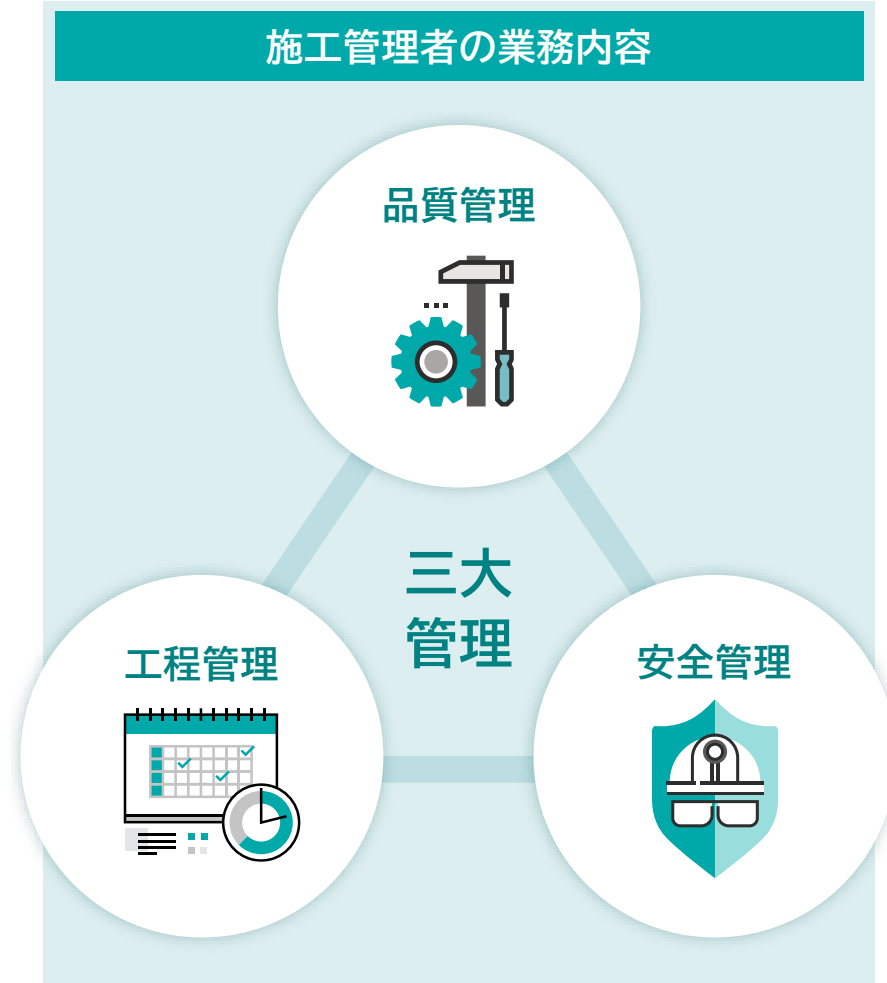 施工管理者の業務内容
品質管理
三大
管理
工程管理
安全管理